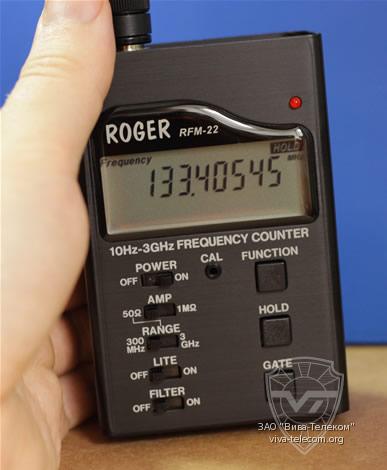 ROGER RFM-22
HOLD
Frequency
133.40545 MHz
10Hz-3GHz FREQUENCY COUNTER
POWER CAL FUNCTION
OFF ON
AMP
50Ω 1MΩ
HOLD
RANGE
300 MHz 3 GHz
LITE GATE
OFF ON
FILTER
OFF ON
ЗАО "Вива-Телеком"
viva-telecom.org